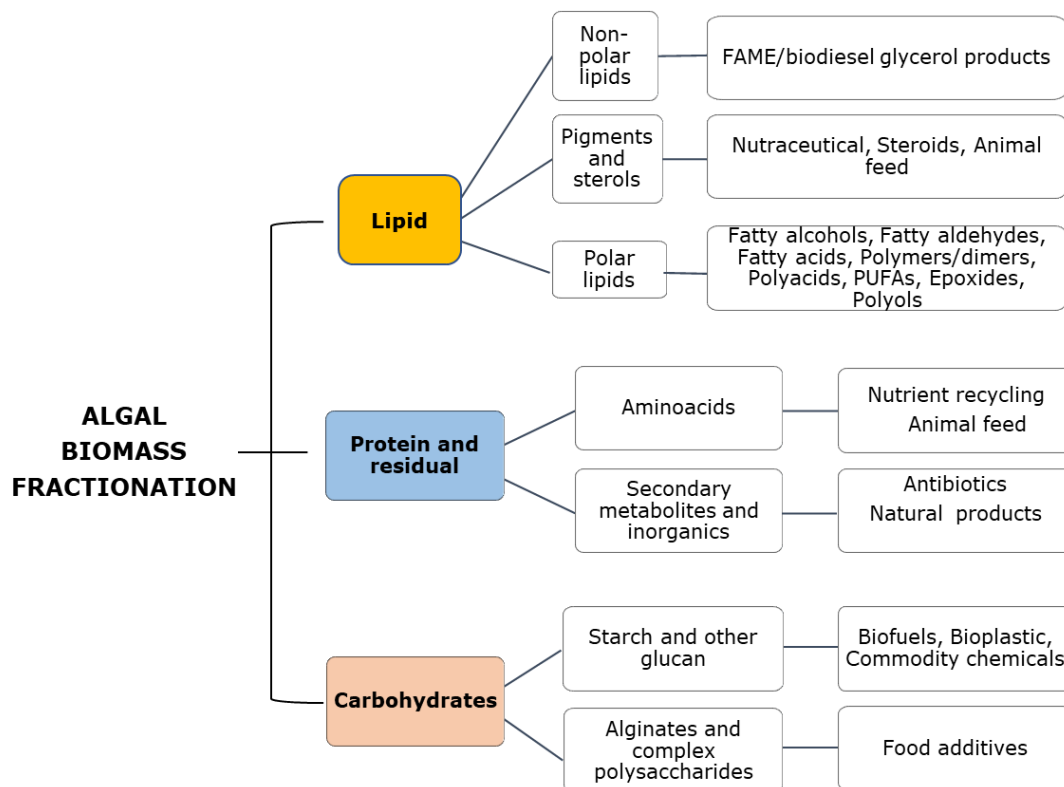 Non-
polar
lipids
FAME/biodiesel glycerol products
Pigments
and
sterols
Nutraceutical, Steroids, Animal
feed
Lipid
Polar
lipids
Fatty alcohols, Fatty aldehydes,
Fatty acids, Polymers/dimers,
Polyacids, PUFAs, Epoxides,
Polyols
ALGAL
BIOMASS
FRACTIONATION
Protein and
residual
Aminoacids
Nutrient recycling
Animal feed
Secondary
metabolites and
inorganics
Antibiotics
Natural products
Carbohydrates
Starch and other
glucan
Biofuels, Bioplastic,
Commodity chemicals
Alginates and
complex
polysaccharides
Food additives